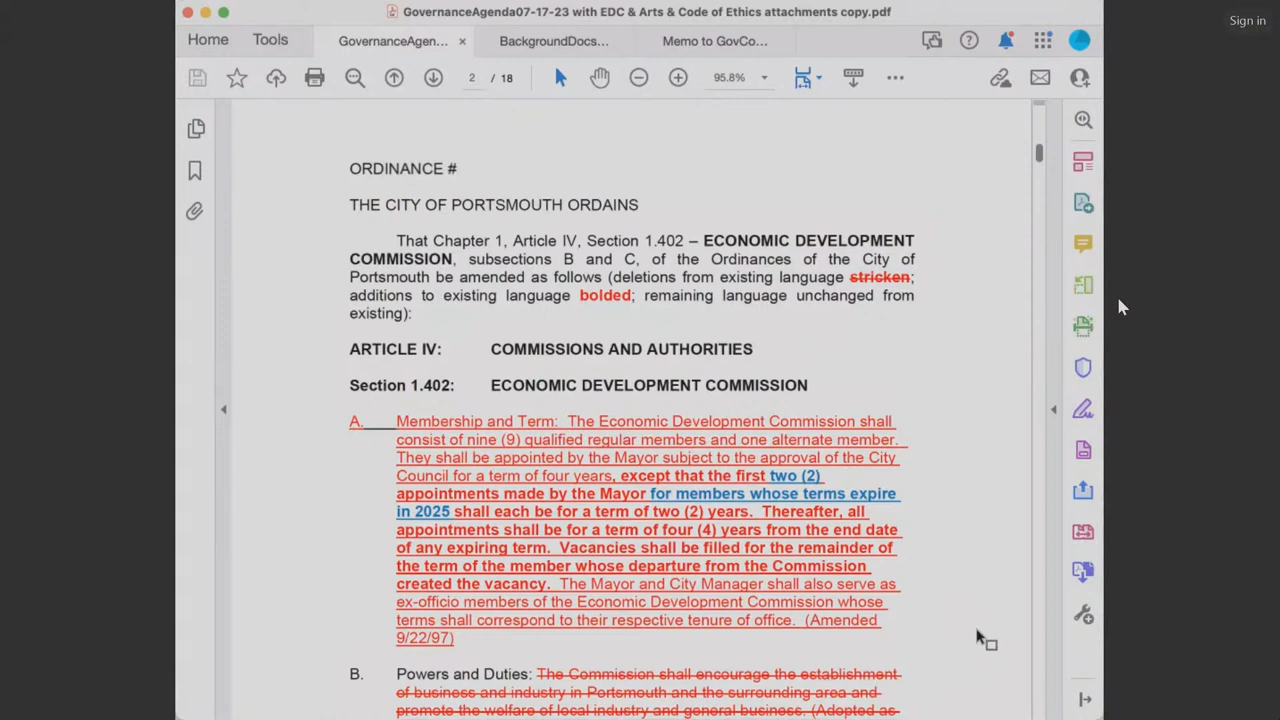 Sign in
GovernanceAgenda07-17-23 with EDC & Arts & Code of Ethics attachments copy.pdf
Home Tools GovernanceAgen... × BackgroundDocs... Memo to GovCo...
2 / 18 95.8%
ORDINANCE #
THE CITY OF PORTSMOUTH ORDAINS
That Chapter 1, Article IV, Section 1.402 – ECONOMIC DEVELOPMENT
COMMISSION, subsections B and C, of the Ordinances of the City of
Portsmouth be amended as follows (deletions from existing language stricken;
additions to existing language bolded; remaining language unchanged from
existing):
ARTICLE IV: COMMISSIONS AND AUTHORITIES
Section 1.402: ECONOMIC DEVELOPMENT COMMISSION
A. Membership and Term: The Economic Development Commission shall
consist of nine (9) qualified regular members and one alternate member.
They shall be appointed by the Mayor subject to the approval of the City
Council for a term of four years, except that the first two (2)
appointments made by the Mayor for members whose terms expire
in 2025 shall each be for a term of two (2) years. Thereafter, all
appointments shall be for a term of four (4) years from the end date
of any expiring term. Vacancies shall be filled for the remainder of
the term of the member whose departure from the Commission
created the vacancy. The Mayor and City Manager shall also serve as
ex-officio members of the Economic Development Commission whose
terms shall correspond to their respective tenure of office. (Amended
9/22/97)
B. Powers and Duties: The Commission shall encourage the establishment
of business and industry in Portsmouth and the surrounding area and
promote the welfare of local industry and general business. (Adopted as